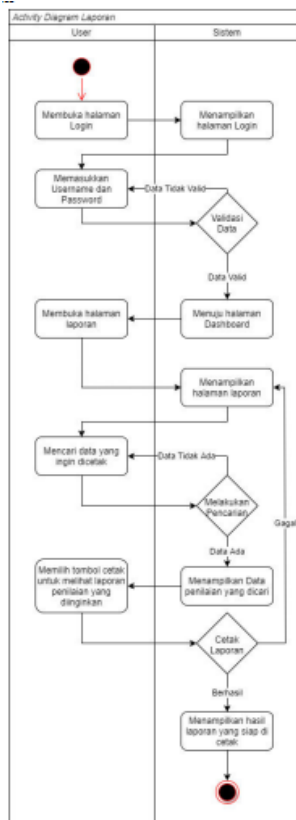 Activity Diagram Laporan
User
Sistem
Membuka halaman
Login
Menampilkan
halaman Login
Memasukkan
Username dan
Password
Data Tidak Valid
Validasi
Data
Data Valid
Membuka halaman
laporan
Menuju halaman
Dashboard
Menampilkan
halaman laporan
Mencari data yang
ingin dicetak
Data Tidak Ada
Melakukan
Pencarian
Gagal
Data Ada
Memilih tombol cetak
untuk melihat laporan
penilaian yang
diinginkan
Menampilkan Data
penilaian yang dicari
Cetak
Laporan
Berhasil
Menampilkan hasil
laporan yang siap di
cetak